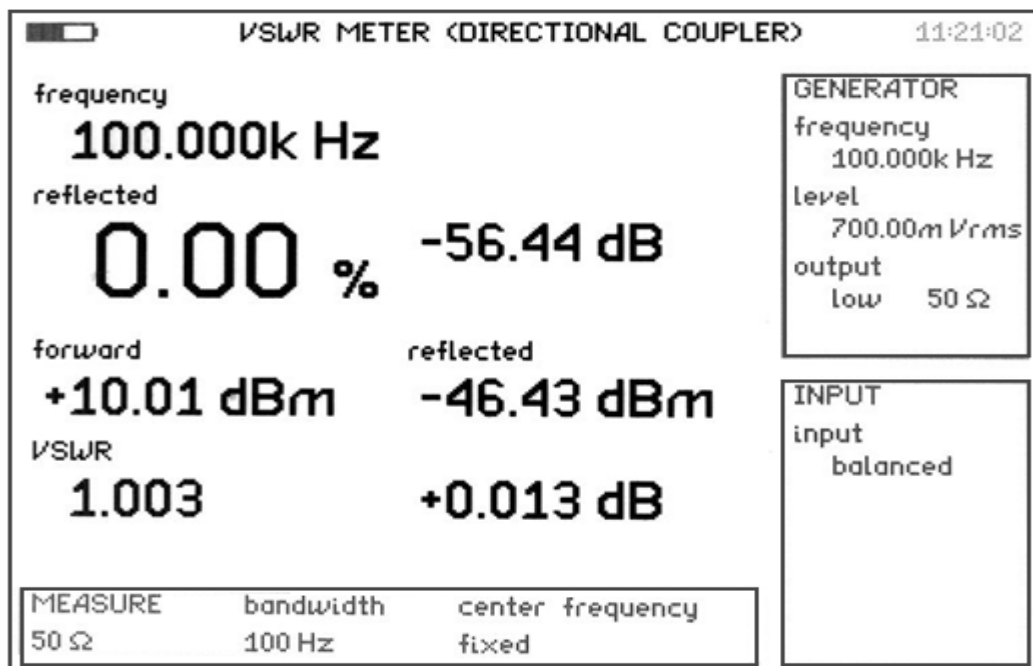 VSWR METER (DIRECTIONAL COUPLER) 11:21:02
frequency
100.000k Hz
reflected
0.00 % -56.44 dB
forward reflected
+10.01 dBm -46.43 dBm
VSWR
1.003 +0.013 dB
MEASURE bandwidth center frequency
50 Ω 100 Hz fixed
GENERATOR
frequency
100.000k Hz
level
700.00m Vrms
output
low 50 Ω
INPUT
input
balanced